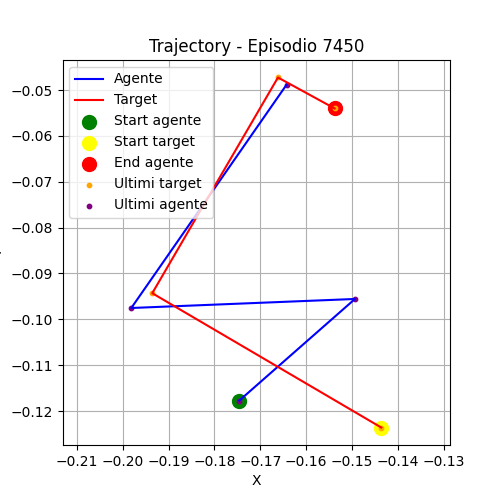 Trajectory - Episodio 7450
Agente
Target
Start agente
Start target
End agente
Ultimi target
Ultimi agente
−0.05
−0.06
−0.07
−0.08
−0.09
−0.10
−0.11
−0.12
−0.21 −0.20 −0.19 −0.18 −0.17 −0.16 −0.15 −0.14 −0.13
X